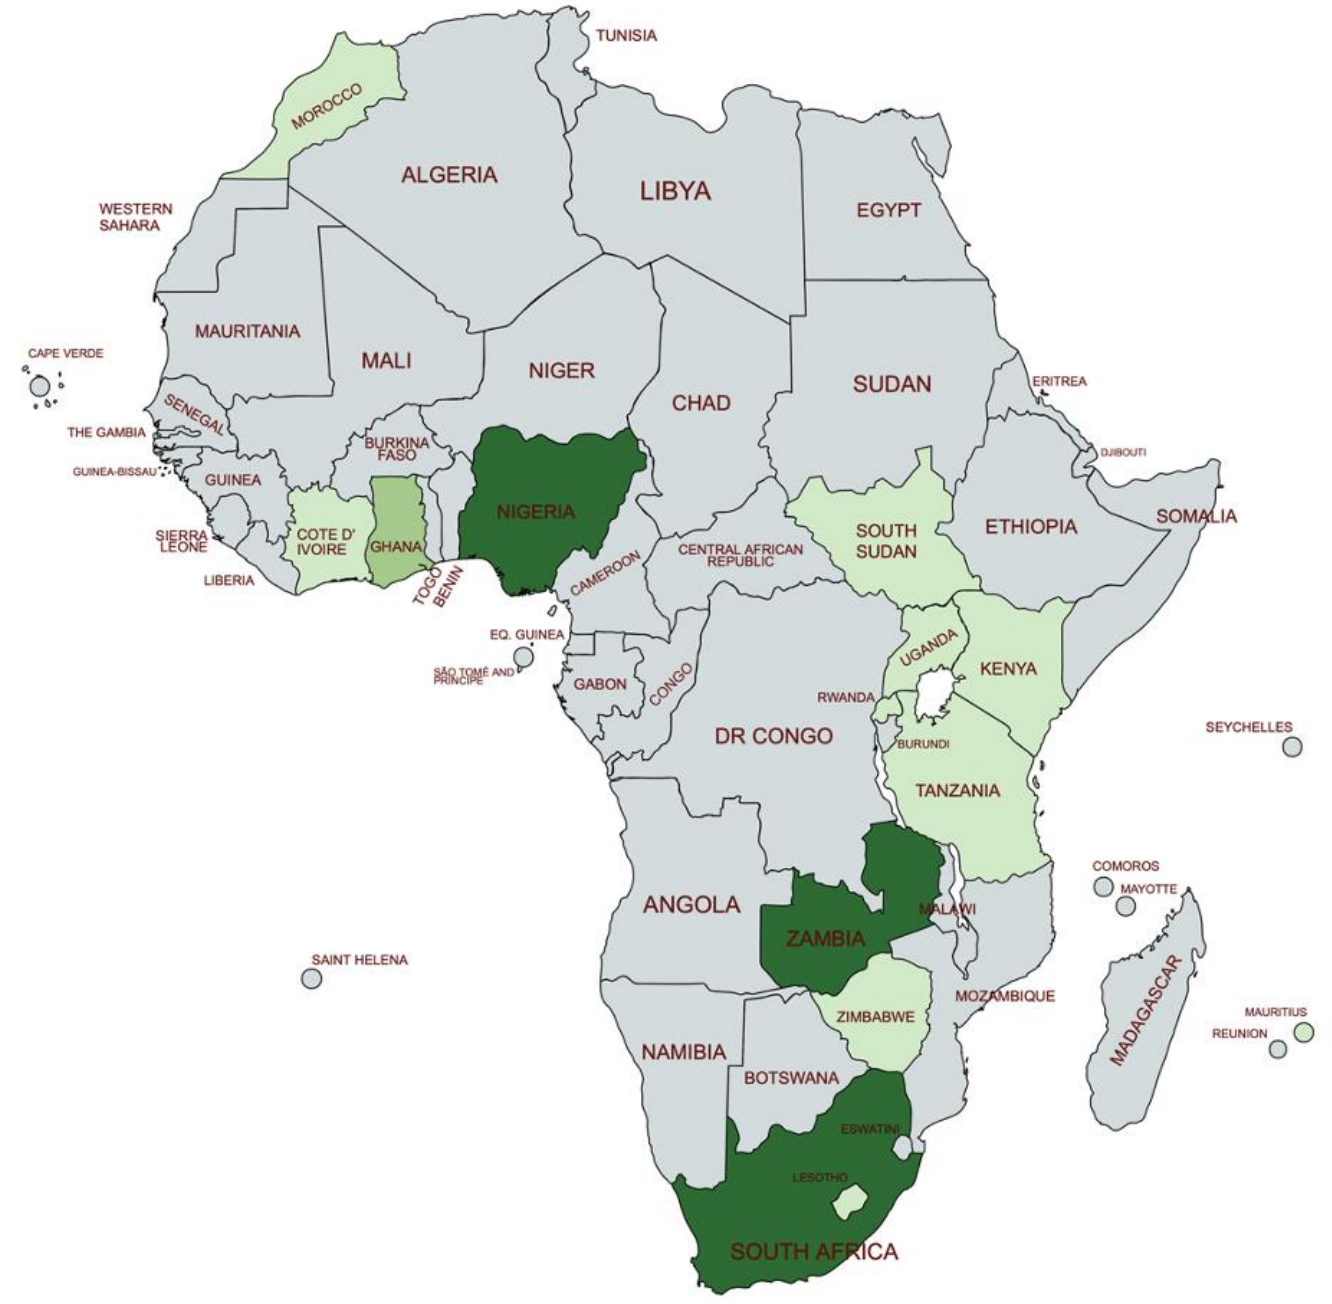 TUNISIA
MOROCCO
ALGERIA
LIBYA
EGYPT
WESTERN
SAHARA
MAURITANIA
MALI
NIGER
CHAD
SUDAN
ERITREA
CAPE VERDE
SENEGAL
THE GAMBIA
GUINEA-BISSAU
GUINEA
BURKINA
FASO
DJIBOUTI
SIERRA
LEONE
LIBERIA
COTE D'
IVOIRE
GHANA
TOGO
BENIN
NIGERIA
CAMEROON
CENTRAL AFRICAN
REPUBLIC
SOUTH
SUDAN
ETHIOPIA
SOMALIA
EQ. GUINEA
SÃO TOMÉ AND
PRINCIPE
GABON
CONGO
DR CONGO
UGANDA
KENYA
RWANDA
BURUNDI
TANZANIA
SEYCHELLES
COMOROS
MAYOTTE
ANGOLA
ZAMBIA
MALAWI
SAINT HELENA
MOZAMBIQUE
ZIMBABWE
MADAGASCAR
MAURITIUS
REUNION
NAMIBIA
BOTSWANA
ESWATINI
LESOTHO
SOUTH AFRICA